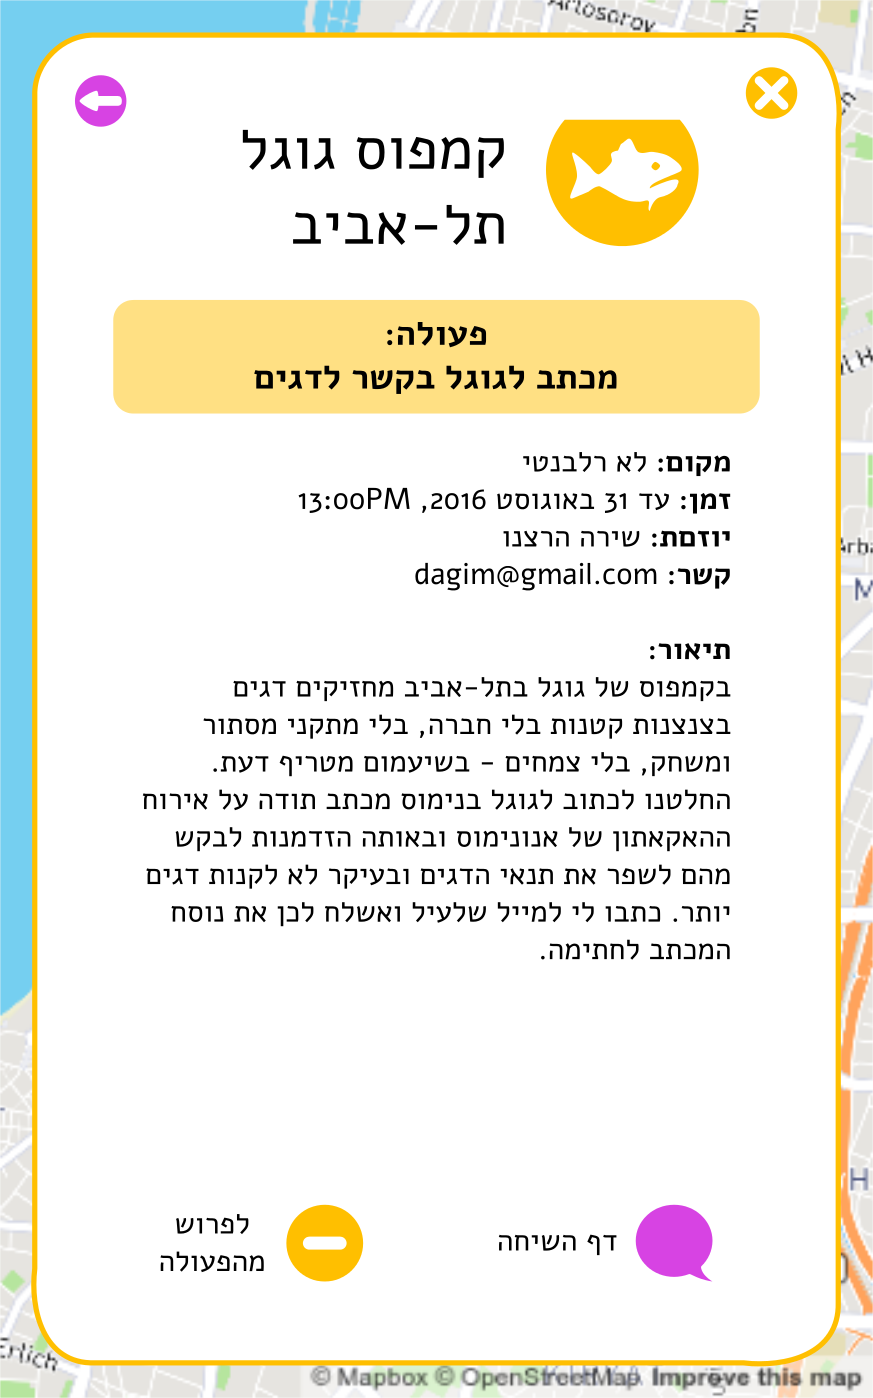 Artosorov
קמפוס גוגל
תל-אביב
פעולה:
מכתב לגוגל בקשר לדגים
מקום: לא רלבנטי
זמן: עד 31 באוגוסט 2016, 13:00PM
יוזםת: שירה הרצנו
קשר: dagim@gmail.com
תיאור:
בקמפוס של גוגל בתל-אביב מחזיקים דגים
בצנצנות קטנות בלי חברה, בלי מתקני מסתור
ומשחק, בלי צמחים - בשיעמום מטריף דעת.
החלטנו לכתוב לגוגל בנימוס מכתב תודה על אירוח
ההאקאתון של אנונימוס ובאותה הזדמנות לבקש
מהם לשפר את תנאי הדגים ובעיקר לא לקנות דגים
יותר. כתבו לי למייל שלעיל ואשלח לכן את נוסח
המכתב לחתימה.
דף השיחה
לפרוש
מהפעולה
Erlich
© Mapbox © OpenStreetMap Improve this map